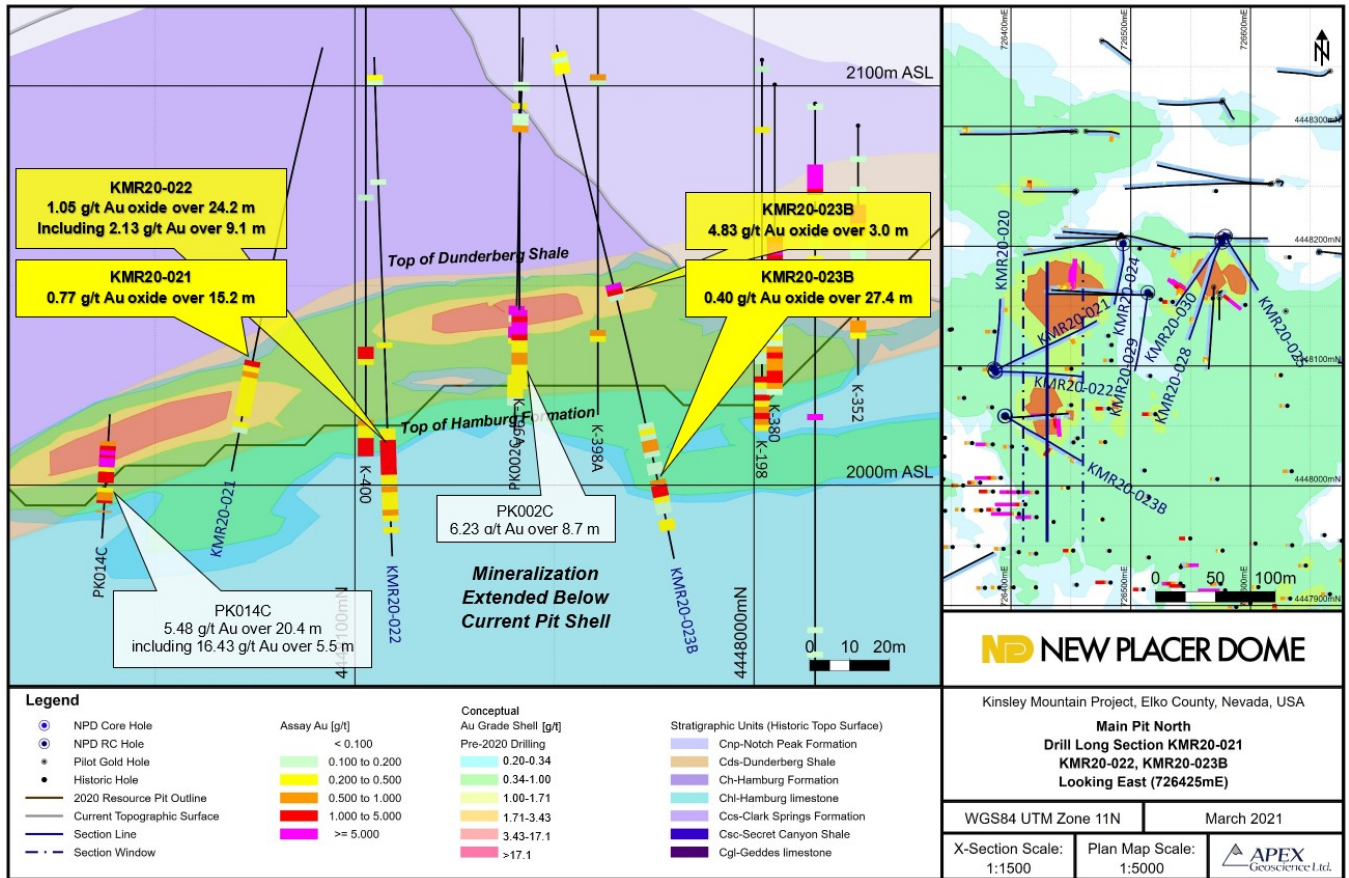 2100m ASL
KMR20-022
1.05 g/t Au oxide over 24.2 m
Including 2.13 g/t Au over 9.1 m
KMR20-021
0.77 g/t Au oxide over 15.2 m
KMR20-023B
4.83 g/t Au oxide over 3.0 m
KMR20-023B
0.40 g/t Au oxide over 27.4 m
Top of Dunderberg Shale
Top of Hamburg Formation
2000m ASL
PK014C
KMR20-021
K-400
KMR20-022
PK002C
K-398A
KMR20-023B
K-198
K-380
K-352
PK002C
6.23 g/t Au over 8.7 m
PK014C
5.48 g/t Au over 20.4 m
including 16.43 g/t Au over 5.5 m
Mineralization
Extended Below
Current Pit Shell
4448100mN
4448000mN
0 10 20m
726400mE
726500mE
726600mE
N
4448300mN
4448200mN
4448100mN
4448000mN
4447900mN
KMR20-020
KMR20-021
KMR20-024
KMR20-022
KMR20-029
KMR20-030
KMR20-028
KMR20-025
KMR20-023B
726400mE
726500mE
726600mE
0 50 100m
Legend
NPD Core Hole
NPD RC Hole
Pilot Gold Hole
Historic Hole
2020 Resource Pit Outline
Current Topographic Surface
Section Line
Section Window
Assay Au [g/t]
< 0.100
0.100 to 0.200
0.200 to 0.500
0.500 to 1.000
1.000 to 5.000
>= 5.000
Conceptual
Au Grade Shell [g/t]
Pre-2020 Drilling
0.20-0.34
0.34-1.00
1.00-1.71
1.71-3.43
3.43-17.1
>17.1
Stratigraphic Units (Historic Topo Surface)
Cnp-Notch Peak Formation
Cds-Dunderberg Shale
Ch-Hamburg Formation
Chl-Hamburg limestone
Ccs-Clark Springs Formation
Csc-Secret Canyon Shale
Cgl-Geddes limestone
NPD NEW PLACER DOME
Kinsley Mountain Project, Elko County, Nevada, USA
Main Pit North
Drill Long Section KMR20-021
KMR20-022, KMR20-023B
Looking East (726425mE)
WGS84 UTM Zone 11N
March 2021
X-Section Scale:
1:1500
Plan Map Scale:
1:5000
APEX
Geoscience Ltd.